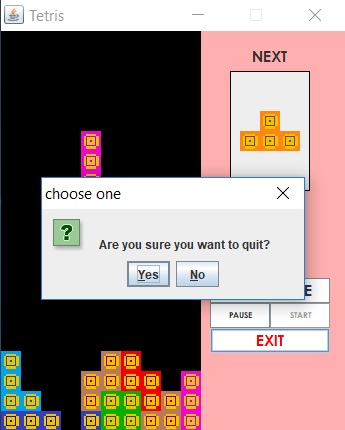 Tetris
NEXT
choose one
Are you sure you want to quit?
Yes
No
E
PAUSE
START
EXIT